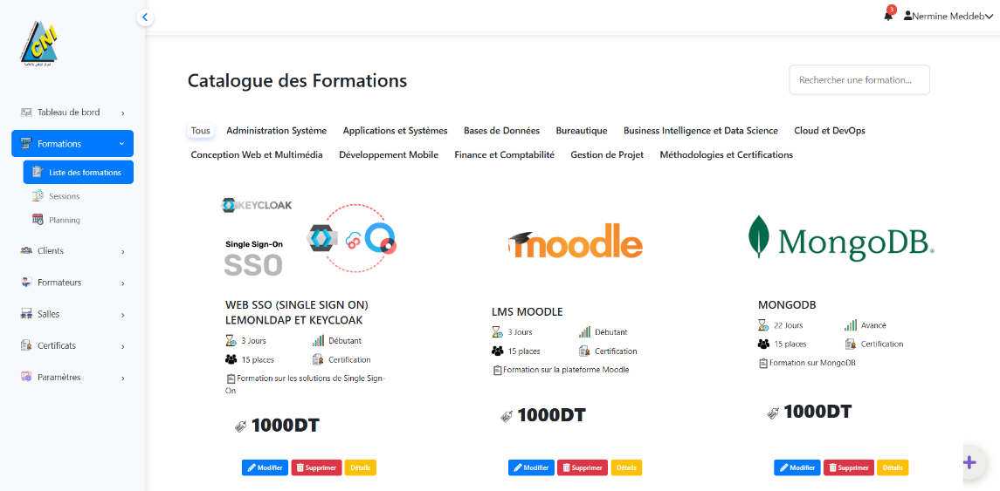 3
Nermine Meddeb
CNI
Catalogue des Formations
Rechercher une formation...
Tableau de bord
Formations
Liste des formations
Sessions
Planning
Clients
Formateurs
Salles
Certificats
Paramètres
Tous Administration Système Applications et Systèmes Bases de Données Bureautique Business Intelligence et Data Science Cloud et DevOps
Conception Web et Multimédia Développement Mobile Finance et Comptabilité Gestion de Projet Méthodologies et Certifications
KEYCLOAK
Single Sign-On
SSO
WEB SSO (SINGLE SIGN ON)
LEMONLDAP ET KEYCLOAK
3 Jours Débutant
15 places Certification
Formation sur les solutions de Single Sign-
On
1000DT
Modifier Supprimer Détails
moodle
LMS MOODLE
3 Jours Débutant
15 places Certification
Formation sur la plateforme Moodle
1000DT
Modifier Supprimer Détails
MongoDB®
MONGODB
22 Jours Avancé
15 places Certification
Formation sur MongoDB
1000DT
Modifier Supprimer Détails